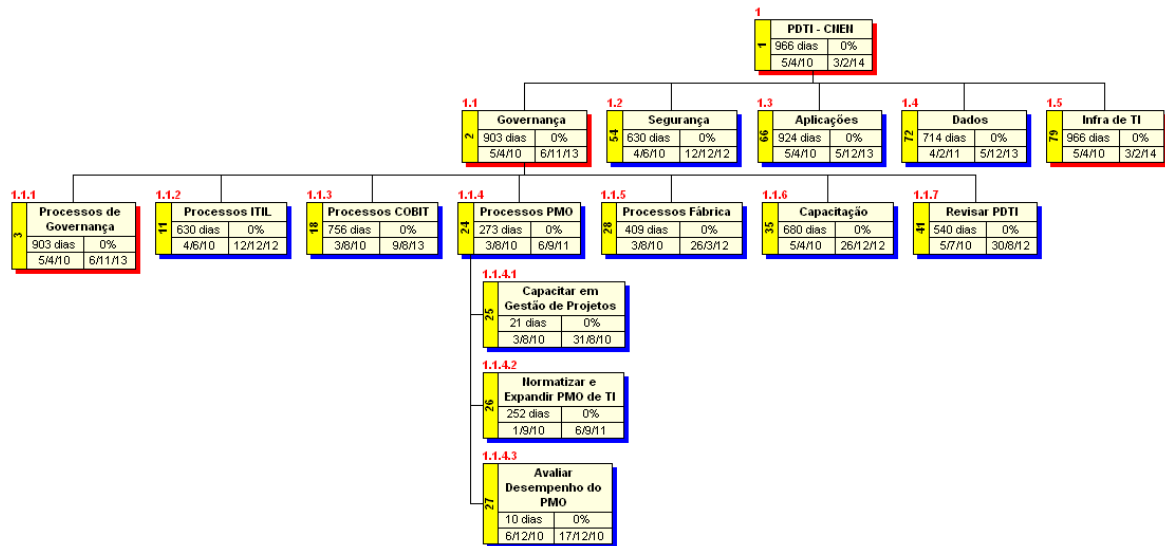 1
PDTI - CNEN
1
966 dias 0%
5/4/10 3/2/14
1.1
Governança
2
903 dias 0%
5/4/10 6/11/13
1.2
Segurança
54
630 dias 0%
4/6/10 12/12/12
1.3
Aplicações
66
924 dias 0%
5/4/10 5/12/13
1.4
Dados
72
714 dias 0%
4/2/11 5/12/13
1.5
Infra de TI
79
966 dias 0%
5/4/10 3/2/14
1.1.1
Processos de
Governança
3
903 dias 0%
5/4/10 6/11/13
1.1.2
Processos ITIL
11
630 dias 0%
4/6/10 12/12/12
1.1.3
Processos COBIT
18
756 dias 0%
3/8/10 9/8/13
1.1.4
Processos PMO
24
273 dias 0%
3/8/10 6/9/11
1.1.5
Processos Fábrica
28
409 dias 0%
3/8/10 26/3/12
1.1.6
Capacitação
35
680 dias 0%
5/4/10 26/12/12
1.1.7
Revisar PDTI
41
540 dias 0%
5/7/10 30/8/12
1.1.4.1
Capacitar em
Gestão de Projetos
25
21 dias 0%
3/8/10 31/8/10
1.1.4.2
Normatizar e
Expandir PMO de TI
26
252 dias 0%
1/9/10 6/9/11
1.1.4.3
Avaliar
Desempenho do
PMO
27
10 dias 0%
6/12/10 17/12/10